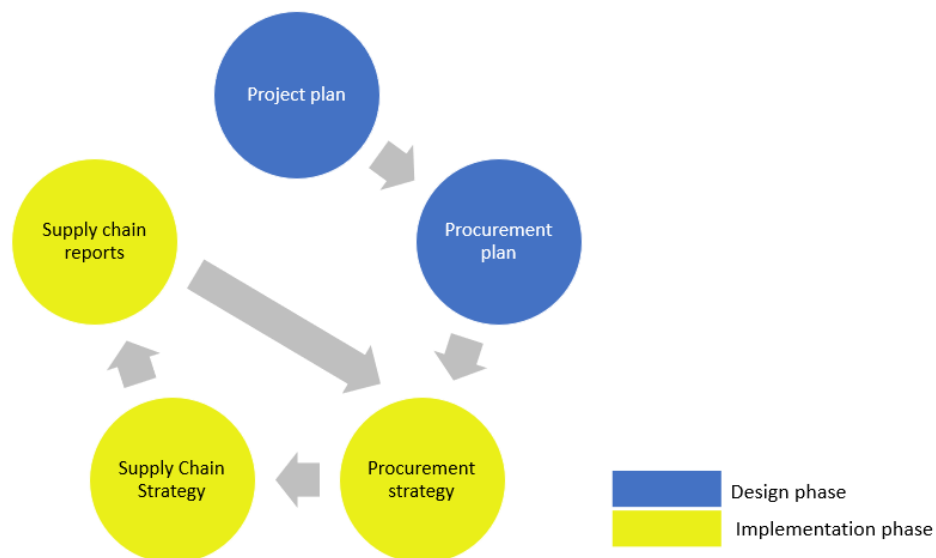 Project plan
Procurement
plan
Procurement
strategy
Supply Chain
Strategy
Supply chain
reports
Design phase
Implementation phase